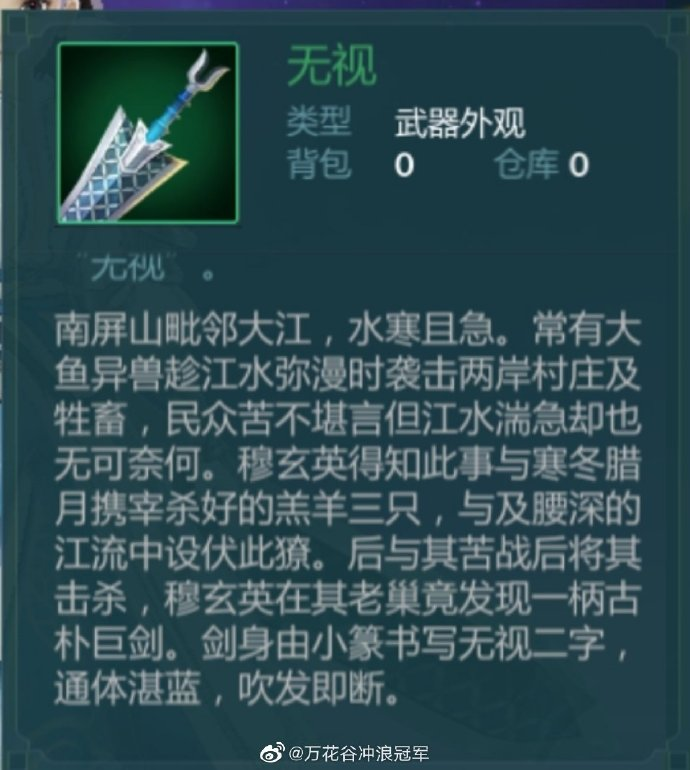 无视
类型 武器外观
背包 0 仓库 0
“无视”。
南屏山毗邻大江，水寒且急。常有大
鱼异兽趁江水弥漫时袭击两岸村庄及
牲畜，民众苦不堪言但江水湍急却也
无可奈何。穆玄英得知此事与寒冬腊
月携宰杀好的羔羊三只，与及腰深的
江流中设伏此獠。后与其苦战后将其
击杀，穆玄英在其老巢竟发现一柄古
朴巨剑。剑身由小篆书写无视二字，
通体湛蓝，吹发即断。
@万花谷冲浪冠军